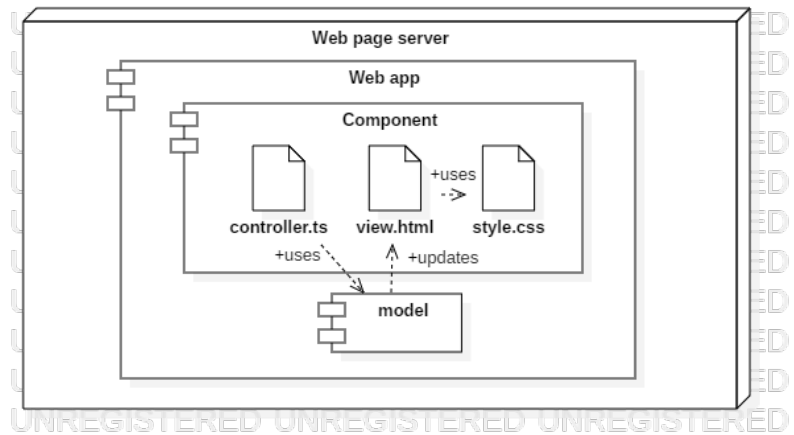 Web page server
Web app
Component
+uses
controller.ts view.html style.css
+uses +updates
model
UNREGISTERED UNREGISTERED UNREGISTERED